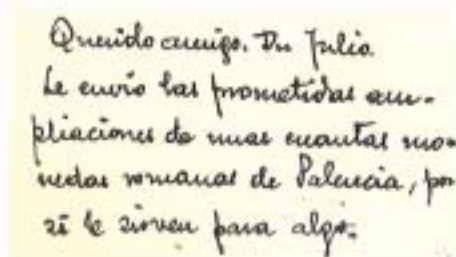 Querido amigo: Dn Julio
Le envío las prometidas am-
pliaciones de unas cuantas mo-
nedas romanas de Palencia, por
si le sirven para algo.